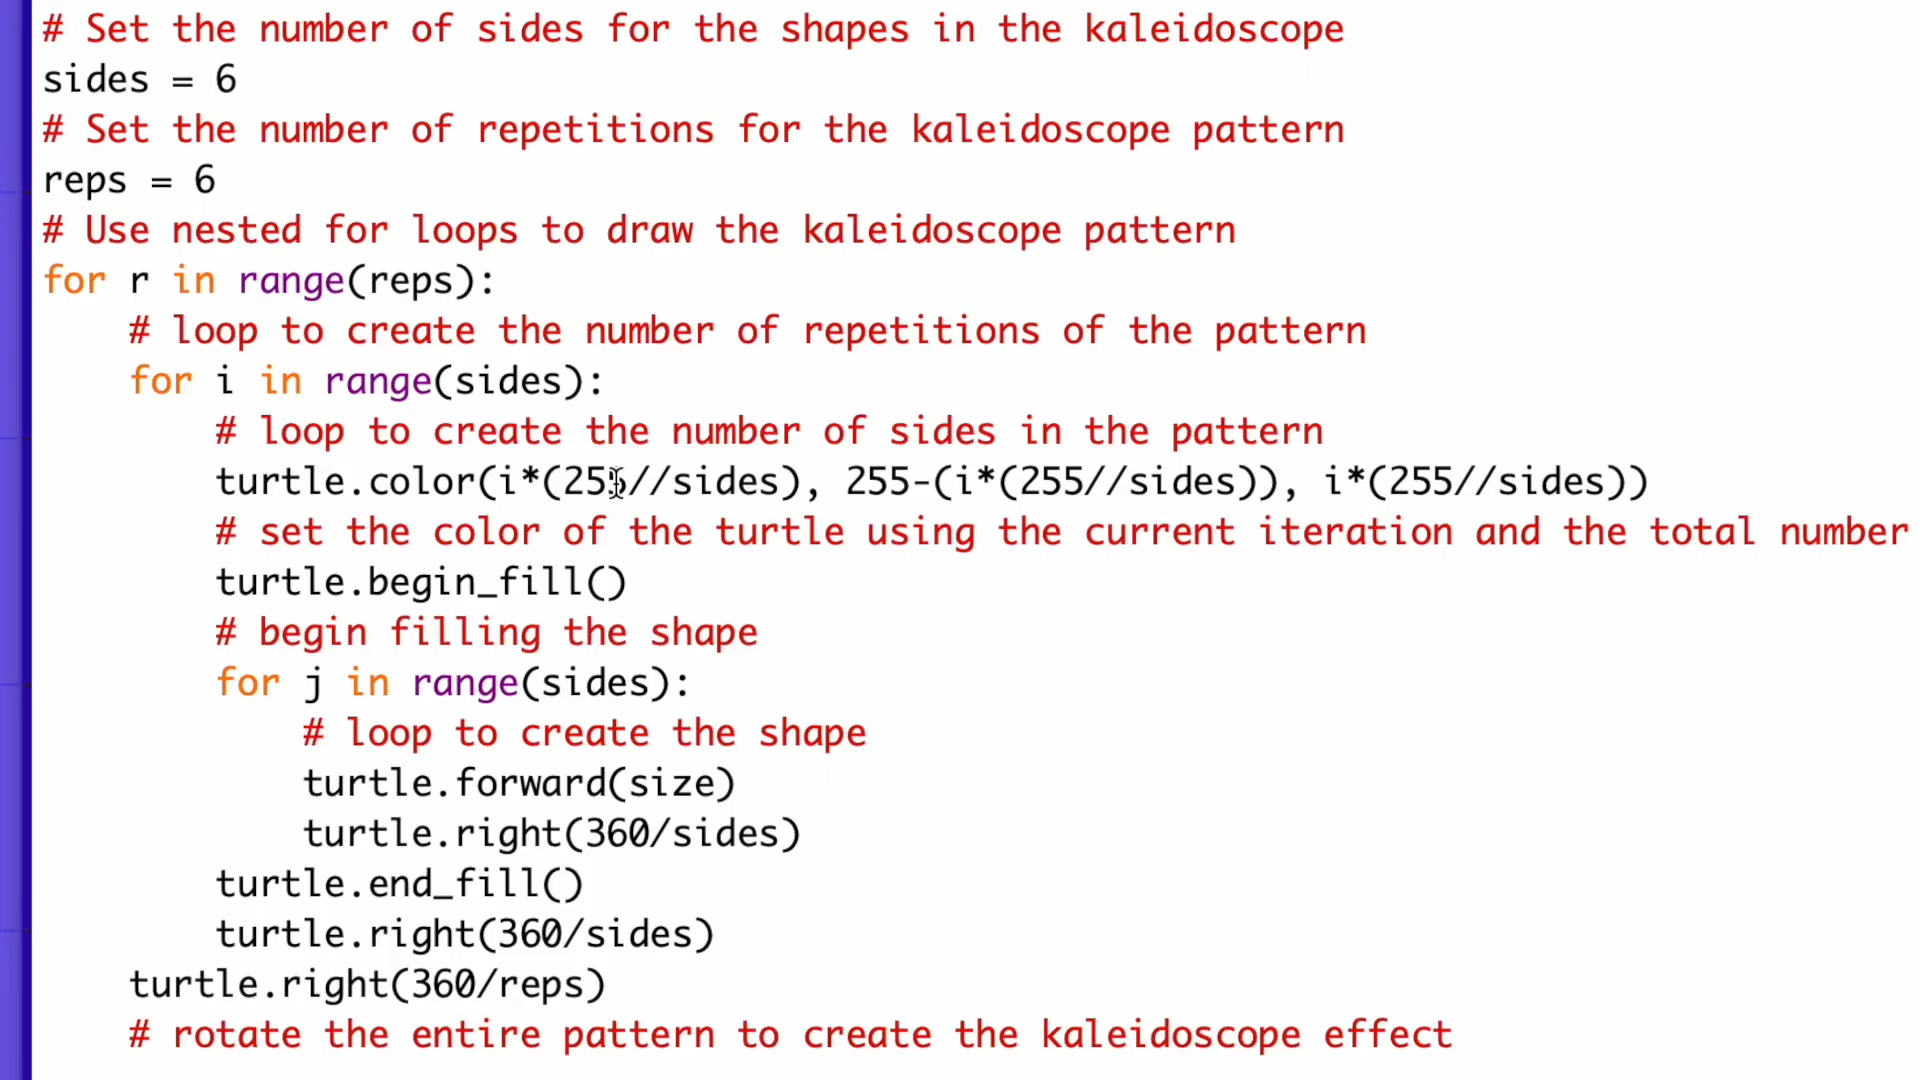 # Set the number of sides for the shapes in the kaleidoscope
sides = 6
# Set the number of repetitions for the kaleidoscope pattern
reps = 6
# Use nested for loops to draw the kaleidoscope pattern
for r in range(reps):
    # loop to create the number of repetitions of the pattern
    for i in range(sides):
        # loop to create the number of sides in the pattern
        turtle.color(i*(255//sides), 255-(i*(255//sides)), i*(255//sides))
        # set the color of the turtle using the current iteration and the total number
        turtle.begin_fill()
        # begin filling the shape
        for j in range(sides):
            # loop to create the shape
            turtle.forward(size)
            turtle.right(360/sides)
        turtle.end_fill()
        turtle.right(360/sides)
    turtle.right(360/reps)
    # rotate the entire pattern to create the kaleidoscope effect